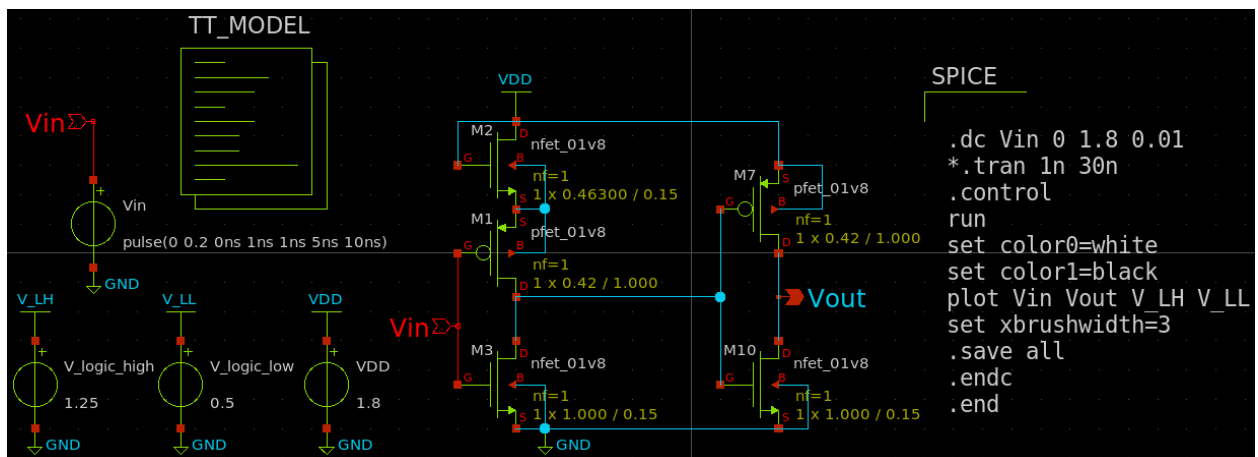 TT_MODEL
Vin
+
Vin
pulse(0 0.2 0ns 1ns 1ns 5ns 10ns)
GND
V_LH
+
V_logic_high
1.25
GND
V_LL
+
V_logic_low
0.5
GND
VDD
+
VDD
1.8
GND
VDD
M2
D
nfet_01v8
G
B
nf=1
1 x 0.46300 / 0.15
S
M1
S
pfet_01v8
G
B
nf=1
1 x 0.42 / 1.000
D
Vin
M3
D
nfet_01v8
G
B
nf=1
1 x 1.000 / 0.15
S
GND
M7
S
pfet_01v8
G
B
nf=1
1 x 0.42 / 1.000
D
Vout
M10
D
nfet_01v8
G
B
nf=1
1 x 1.000 / 0.15
S
SPICE
.dc Vin 0 1.8 0.01
*.tran 1n 30n
.control
run
set color0=white
set color1=black
plot Vin Vout V_LH V_LL
set xbrushwidth=3
.save all
.endc
.end